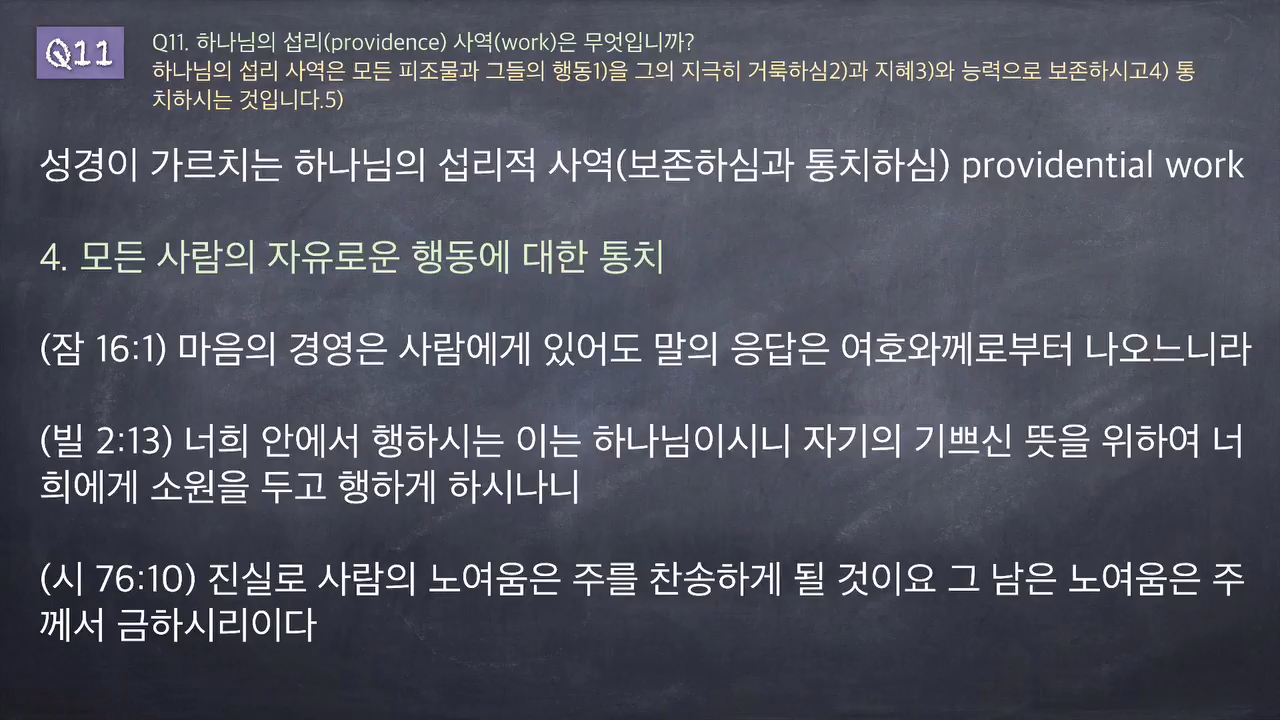 Q11
Q11. 하나님의 섭리(providence) 사역(work)은 무엇입니까?
하나님의 섭리 사역은 모든 피조물과 그들의 행동1)을 그의 지극히 거룩하심2)과 지혜3)와 능력으로 보존하시고4) 통
치하시는 것입니다.5)
성경이 가르치는 하나님의 섭리적 사역(보존하심과 통치하심) providential work
4. 모든 사람의 자유로운 행동에 대한 통치
(잠 16:1) 마음의 경영은 사람에게 있어도 말의 응답은 여호와께로부터 나오느니라
(빌 2:13) 너희 안에서 행하시는 이는 하나님이시니 자기의 기쁘신 뜻을 위하여 너
희에게 소원을 두고 행하게 하시나니
(시 76:10) 진실로 사람의 노여움은 주를 찬송하게 될 것이요 그 남은 노여움은 주
께서 금하시리이다